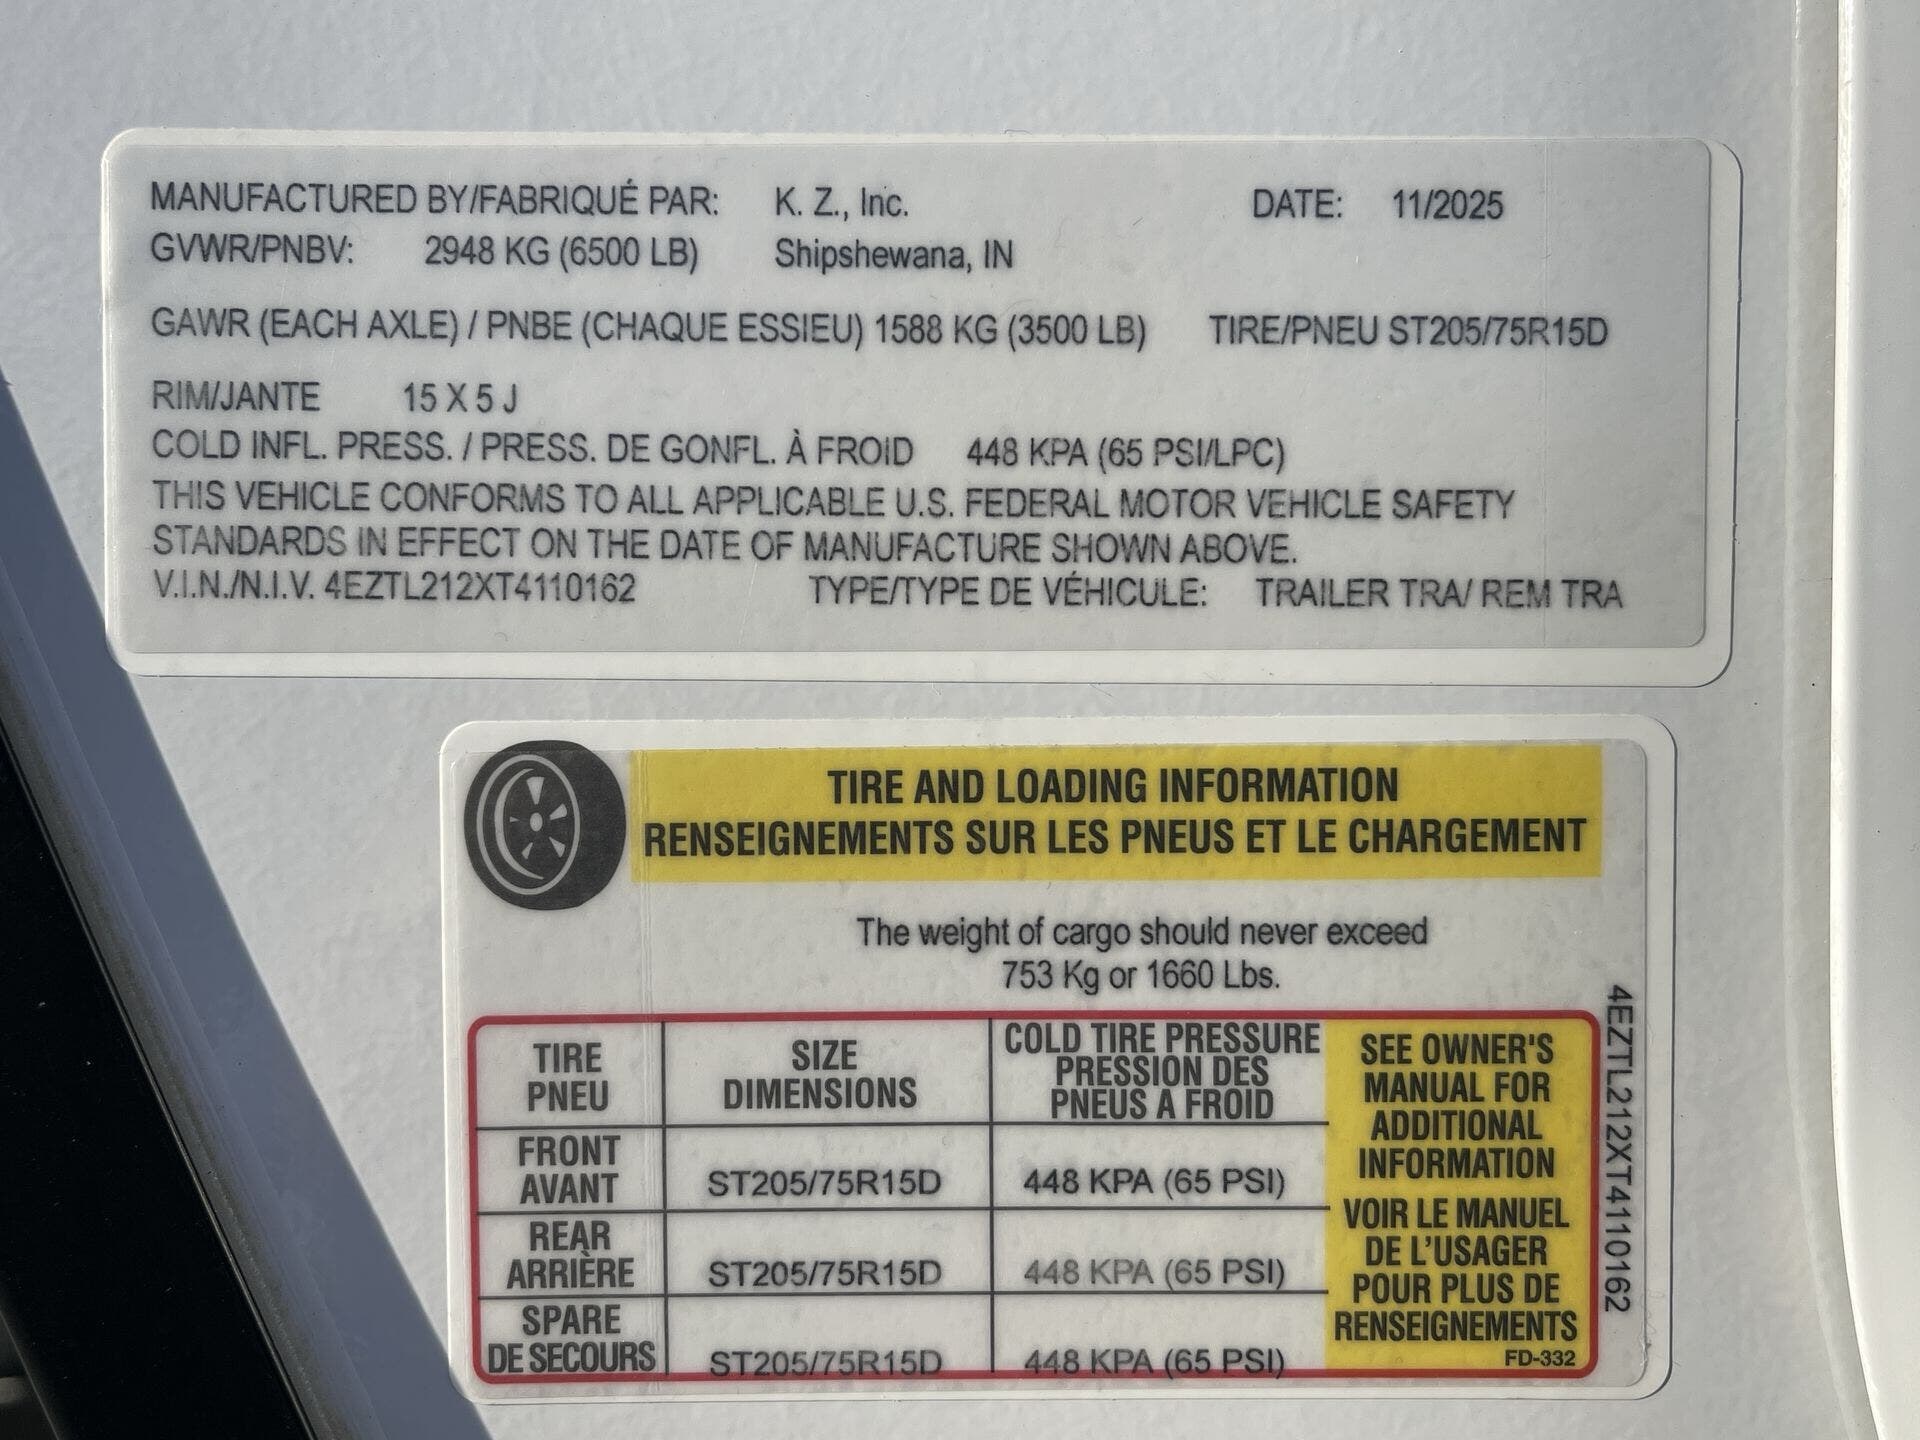 MANUFACTURED BY/FABRIQUÉ PAR: K. Z., Inc. DATE: 11/2025
GVWR/PNBV: 2948 KG (6500 LB) Shipshewana, IN
GAWR (EACH AXLE) / PNBE (CHAQUE ESSIEU) 1588 KG (3500 LB) TIRE/PNEU ST205/75R15D
RIM/JANTE 15 X 5 J
COLD INFL. PRESS. / PRESS. DE GONFL. À FROID 448 KPA (65 PSI/LPC)
THIS VEHICLE CONFORMS TO ALL APPLICABLE U.S. FEDERAL MOTOR VEHICLE SAFETY
STANDARDS IN EFFECT ON THE DATE OF MANUFACTURE SHOWN ABOVE.
V.I.N./N.I.V. 4EZTL212XT4110162 TYPE/TYPE DE VÉHICULE: TRAILER TRA/ REM TRA
TIRE AND LOADING INFORMATION
RENSEIGNEMENTS SUR LES PNEUS ET LE CHARGEMENT
The weight of cargo should never exceed
753 Kg or 1660 Lbs.
TIRE
PNEU
SIZE
DIMENSIONS
COLD TIRE PRESSURE
PRESSION DES
PNEUS A FROID
FRONT
AVANT
ST205/75R15D
448 KPA (65 PSI)
REAR
ARRIÈRE
ST205/75R15D
448 KPA (65 PSI)
SPARE
DE SECOURS
ST205/75R15D
448 KPA (65 PSI)
SEE OWNER'S
MANUAL FOR
ADDITIONAL
INFORMATION
VOIR LE MANUEL
DE L'USAGER
POUR PLUS DE
RENSEIGNEMENTS
FD-332
4EZTL212XT4110162